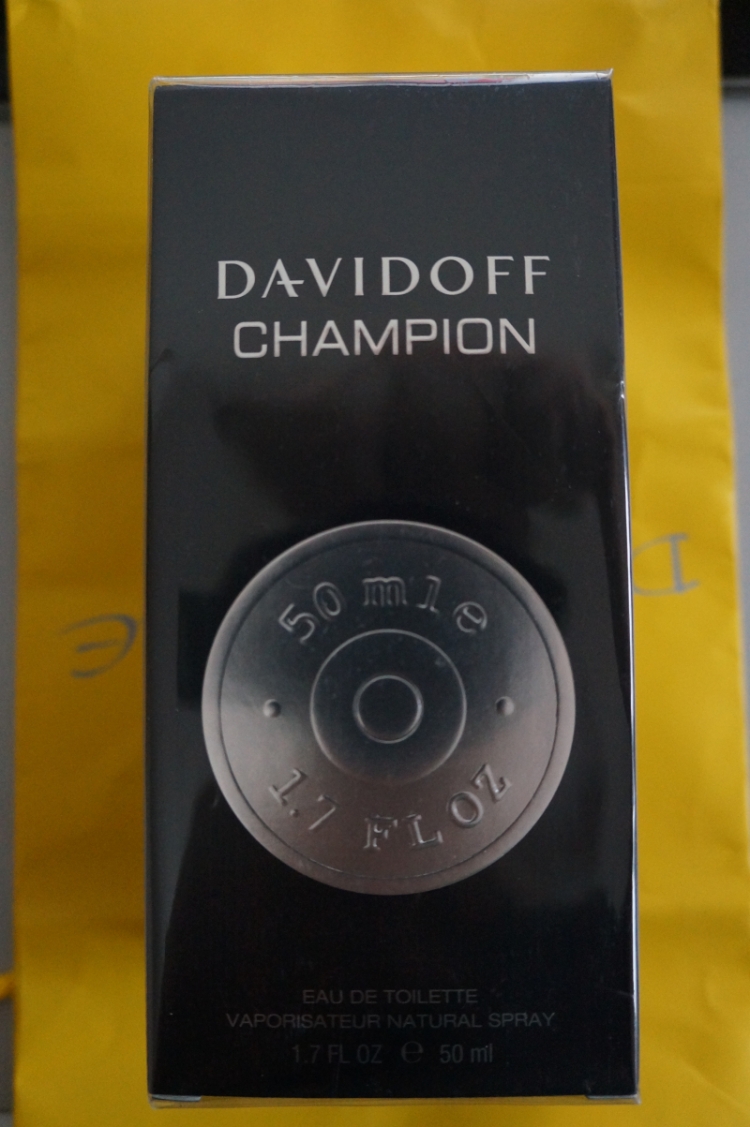 DAVIDOFF
CHAMPION
50 mle
1.7 FL OZ
EAU DE TOILETTE
VAPORISATEUR NATURAL SPRAY
1.7 FL OZ ℮ 50 ml